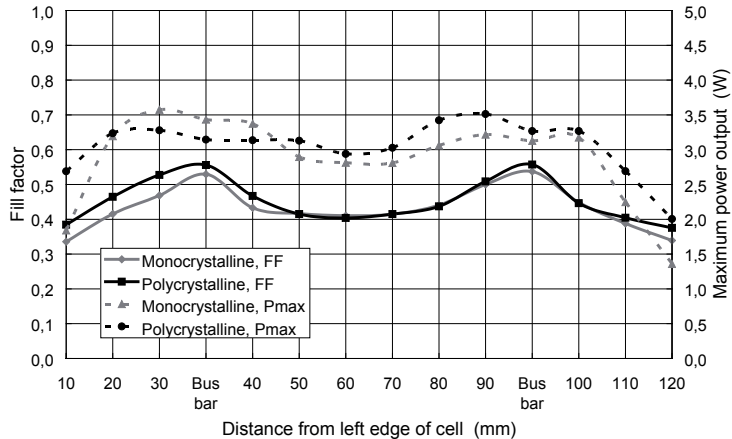 1,0
0,9
0,8
0,7
0,6
0,5
0,4
0,3
0,2
0,1
0,0
Fill factor
5,0
4,5
4,0
3,5
3,0
2,5
2,0
1,5
1,0
0,5
0,0
Maximum power output (W)
Monocrystalline, FF
Polycrystalline, FF
Monocrystalline, Pmax
Polycrystalline, Pmax
10 20 30 Bus bar 40 50 60 70 80 90 Bus bar 100 110 120
Distance from left edge of cell (mm)